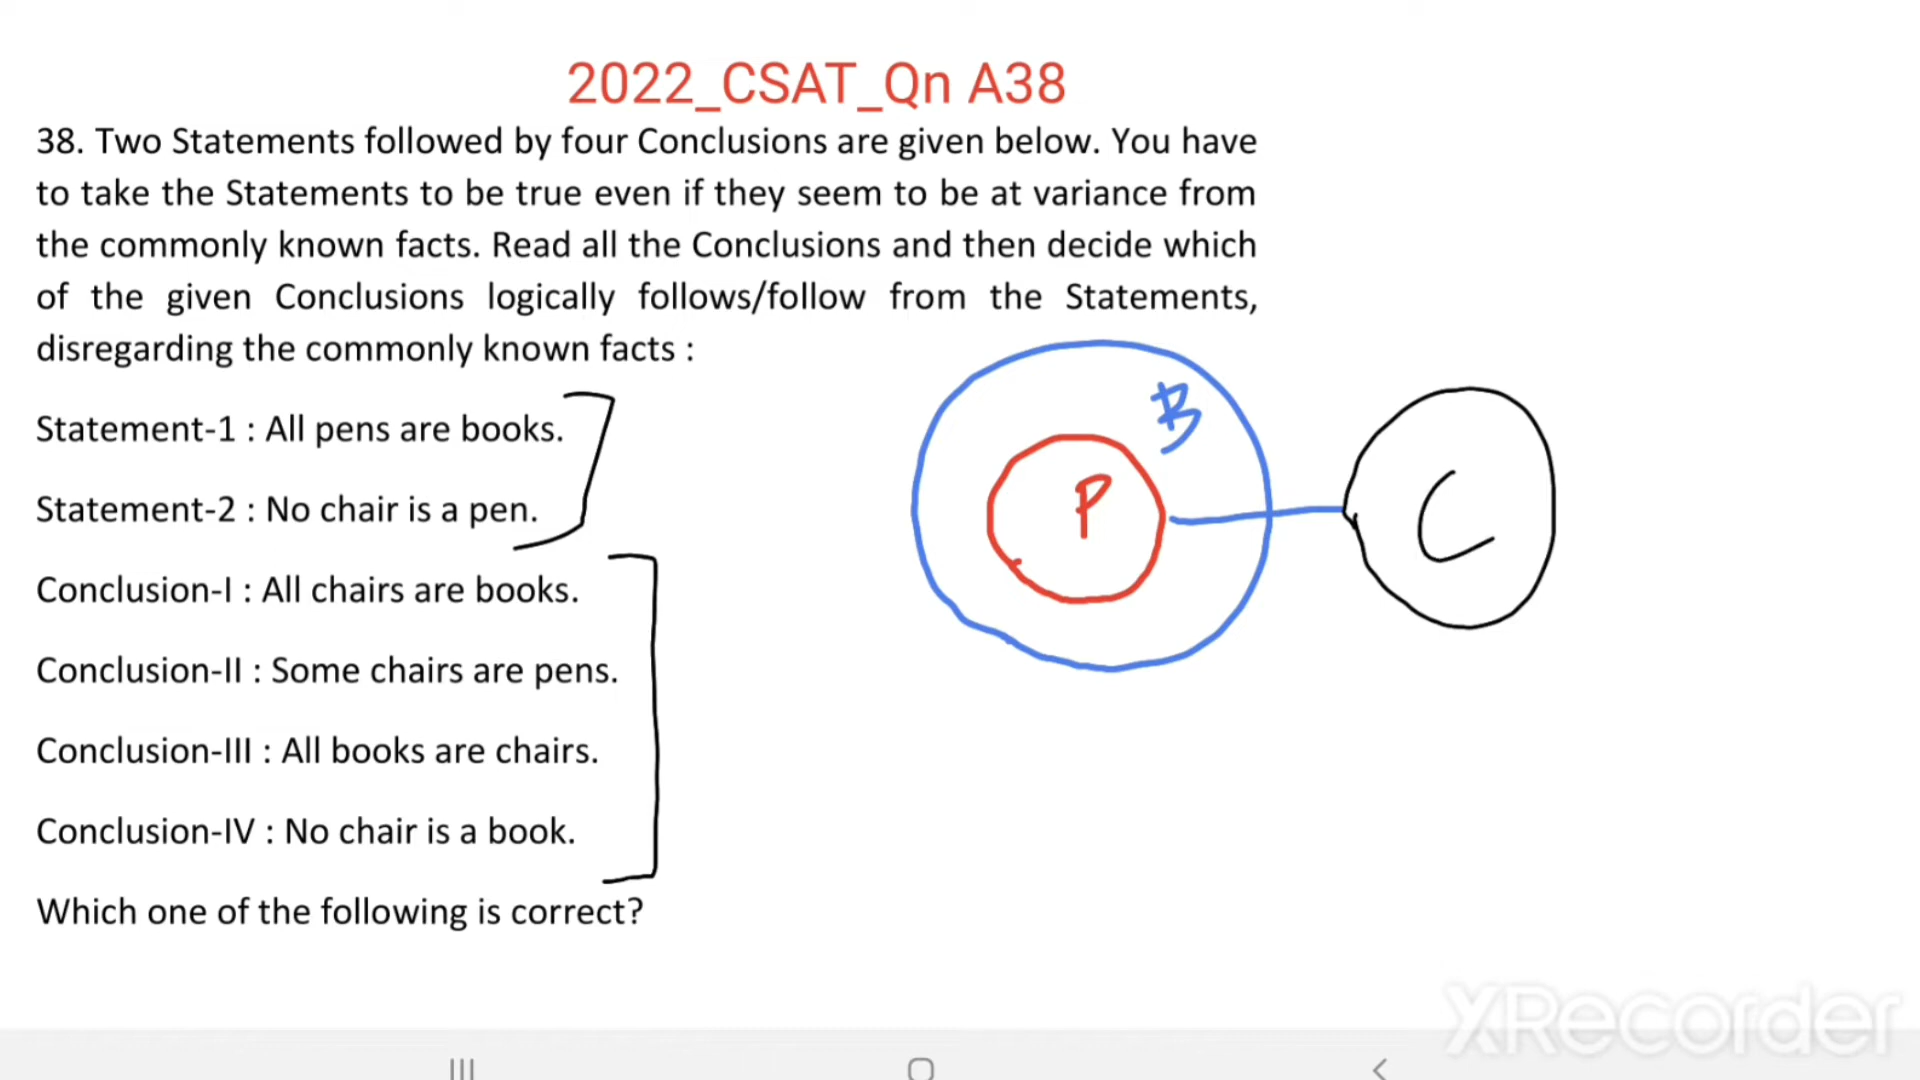 2022_CSAT_Qn A38
38. Two Statements followed by four Conclusions are given below. You have
to take the Statements to be true even if they seem to be at variance from
the commonly known facts. Read all the Conclusions and then decide which
of the given Conclusions logically follows/follow from the Statements,
disregarding the commonly known facts :
Statement-1 : All pens are books.
Statement-2 : No chair is a pen.
Conclusion-I : All chairs are books.
Conclusion-II : Some chairs are pens.
Conclusion-III : All books are chairs.
Conclusion-IV : No chair is a book.
Which one of the following is correct?
B
P
C
XRecorder